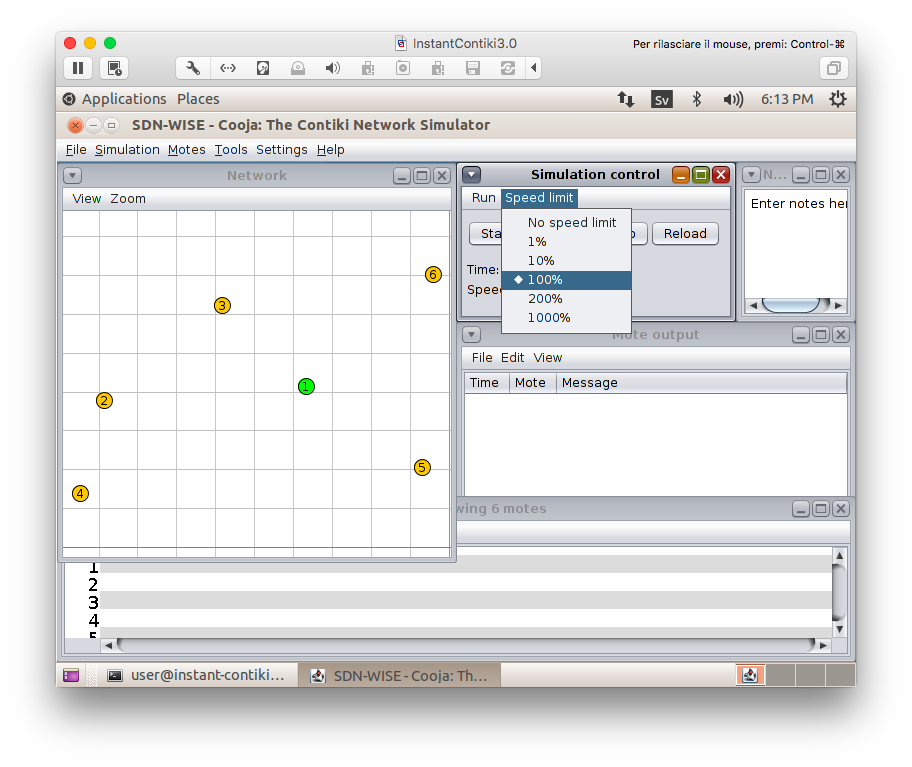 InstantContiki3.0
Per rilasciare il mouse, premi: Control-⌘
Applications Places
Sv
6:13 PM
SDN-WISE - Cooja: The Contiki Network Simulator
File Simulation Motes Tools Settings Help
Network
View Zoom
6
3
1
2
5
4
Simulation control
Run Speed limit
No speed limit
1%
10%
100%
200%
1000%
Sta
Reload
Time:
Spee
N...
Enter notes her
Mote output
File Edit View
Time Mote Message
wing 6 motes
1
2
3
4
5
user@instant-contiki...
SDN-WISE - Cooja: Th...